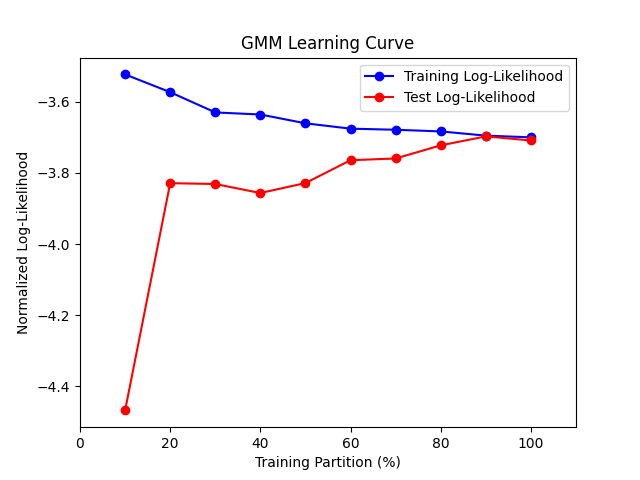 GMM Learning Curve
Training Log-Likelihood
Test Log-Likelihood
Normalized Log-Likelihood
−3.6
−3.8
−4.0
−4.2
−4.4
0
20
40
60
80
100
Training Partition (%)